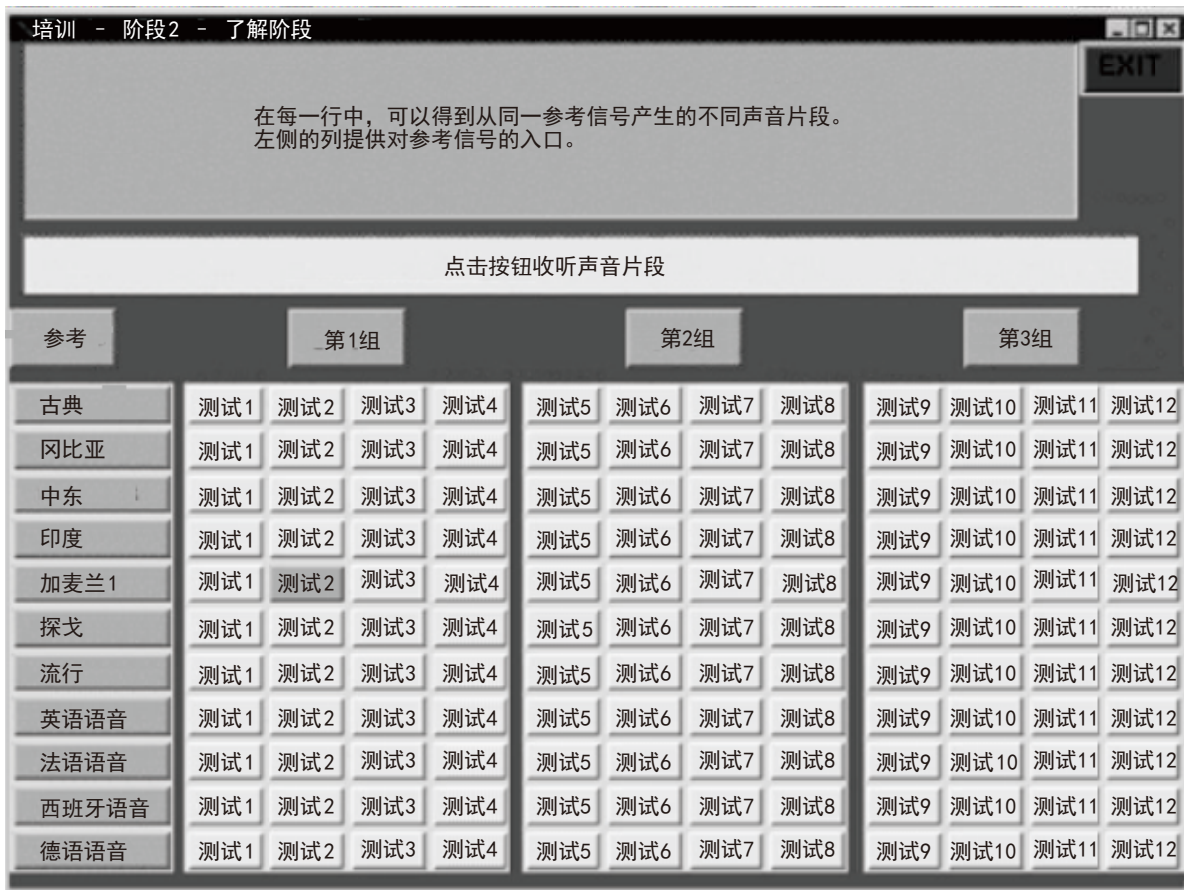 培训 - 阶段2 - 了解阶段
EXIT
在每一行中，可以得到从同一参考信号产生的不同声音片段。
左侧的列提供对参考信号的入口。
点击按钮收听声音片段
参考 第1组 第2组 第3组
古典 测试1 测试2 测试3 测试4 测试5 测试6 测试7 测试8 测试9 测试10 测试11 测试12
冈比亚 测试1 测试2 测试3 测试4 测试5 测试6 测试7 测试8 测试9 测试10 测试11 测试12
中东 测试1 测试2 测试3 测试4 测试5 测试6 测试7 测试8 测试9 测试10 测试11 测试12
印度 测试1 测试2 测试3 测试4 测试5 测试6 测试7 测试8 测试9 测试10 测试11 测试12
加麦兰1 测试1 测试2 测试3 测试4 测试5 测试6 测试7 测试8 测试9 测试10 测试11 测试12
探戈 测试1 测试2 测试3 测试4 测试5 测试6 测试7 测试8 测试9 测试10 测试11 测试12
流行 测试1 测试2 测试3 测试4 测试5 测试6 测试7 测试8 测试9 测试10 测试11 测试12
英语语音 测试1 测试2 测试3 测试4 测试5 测试6 测试7 测试8 测试9 测试10 测试11 测试12
法语语音 测试1 测试2 测试3 测试4 测试5 测试6 测试7 测试8 测试9 测试10 测试11 测试12
西班牙语音 测试1 测试2 测试3 测试4 测试5 测试6 测试7 测试8 测试9 测试10 测试11 测试12
德语语音 测试1 测试2 测试3 测试4 测试5 测试6 测试7 测试8 测试9 测试10 测试11 测试12